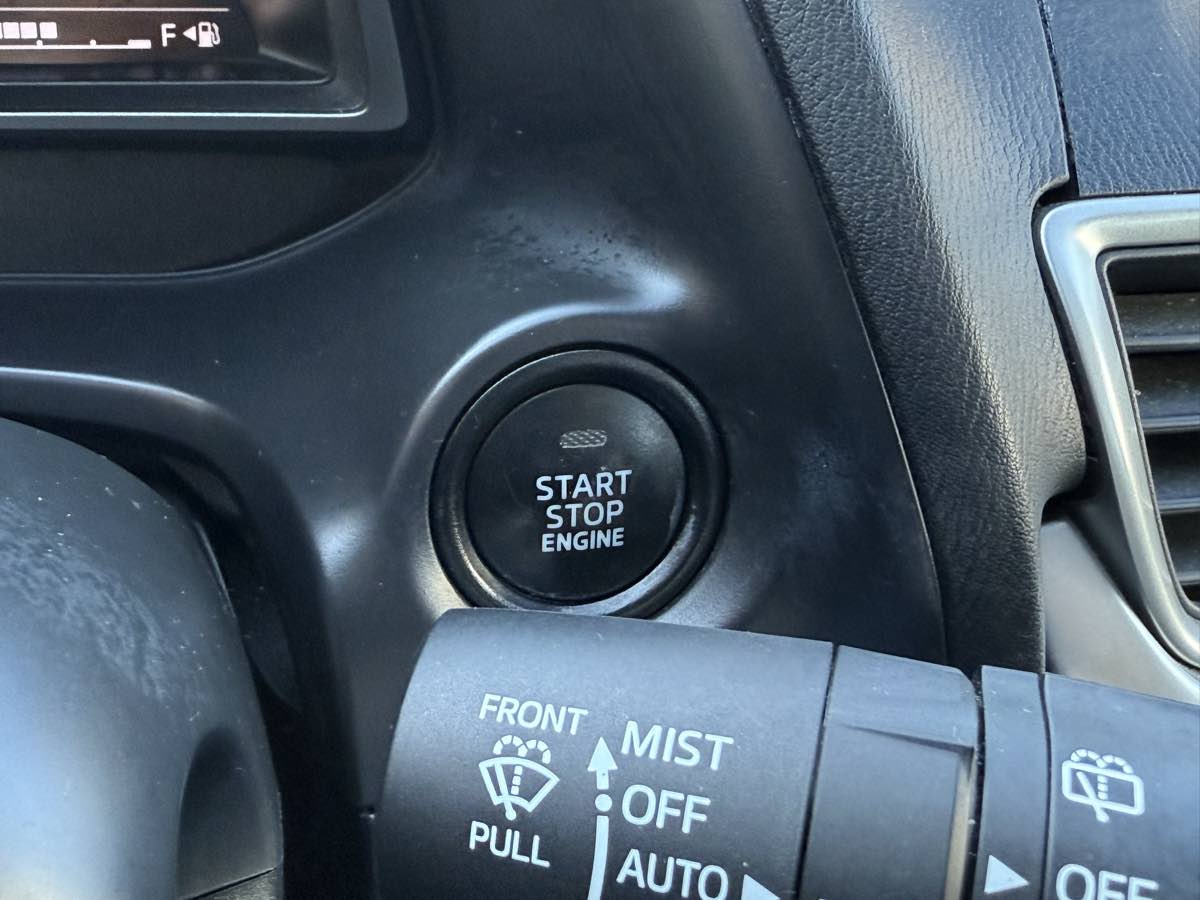 F
START
STOP
ENGINE
FRONT
PULL
MIST
OFF
AUTO
OFF